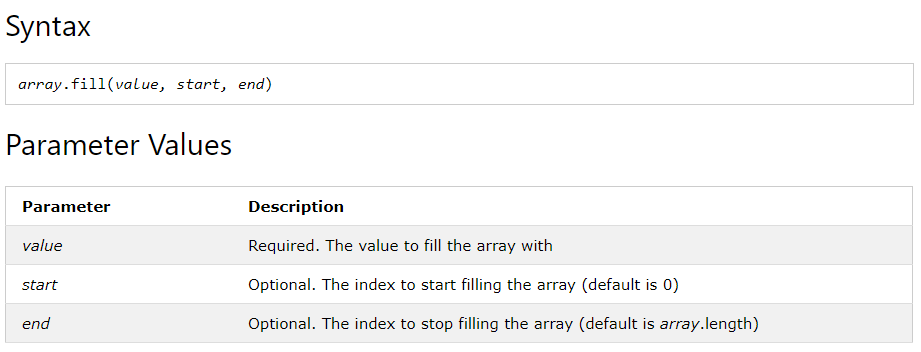 Syntax
array.fill(value, start, end)
Parameter Values
Parameter Description
value Required. The value to fill the array with
start Optional. The index to start filling the array (default is 0)
end Optional. The index to stop filling the array (default is array.length)